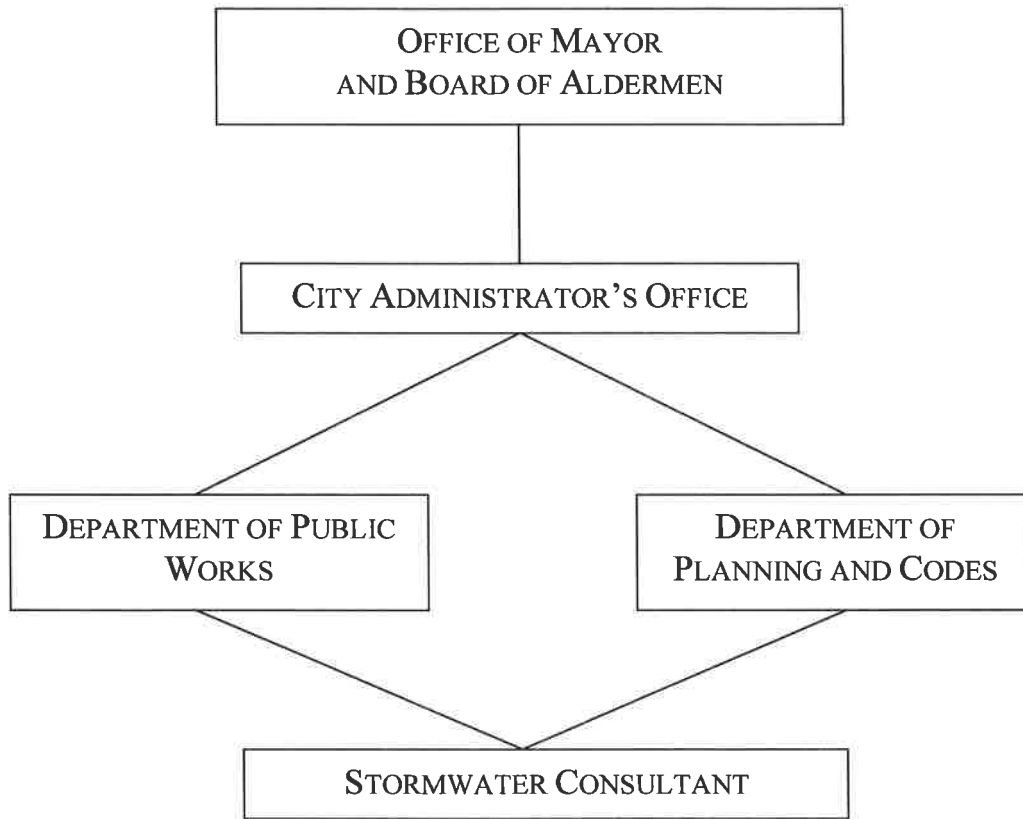 OFFICE OF MAYOR
AND BOARD OF ALDERMEN
CITY ADMINISTRATOR'S OFFICE
DEPARTMENT OF PUBLIC
WORKS
DEPARTMENT OF
PLANNING AND CODES
STORMWATER CONSULTANT